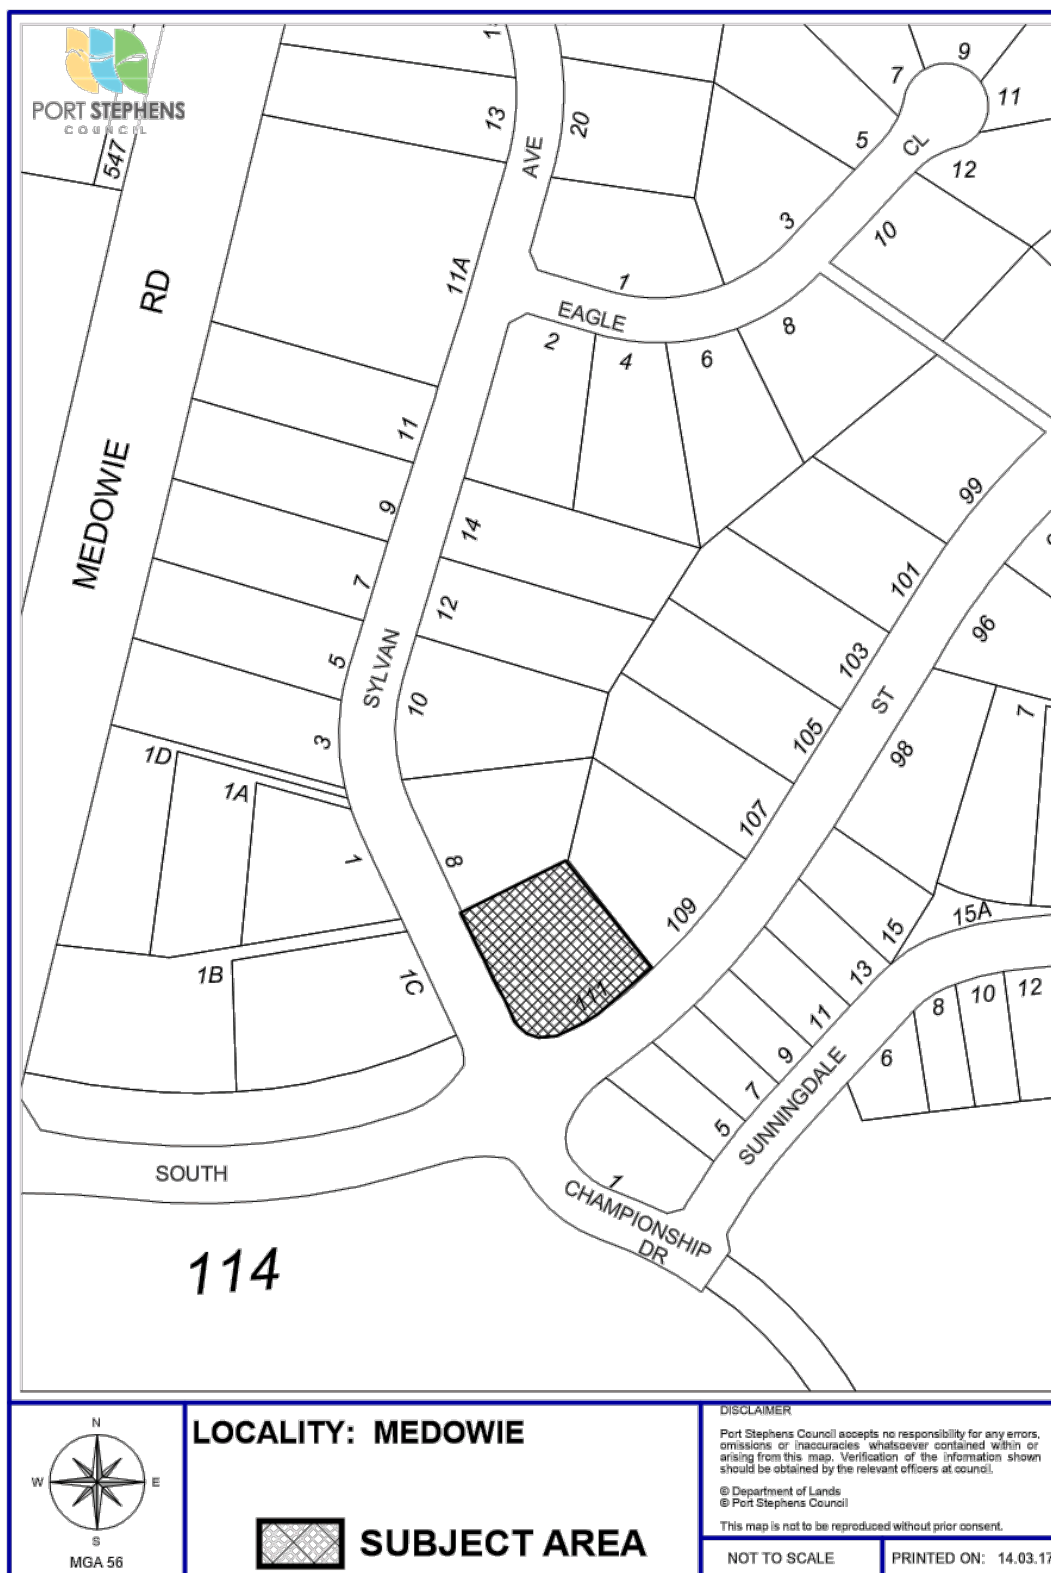 PORT STEPHENS
COUNCIL
547
13
20
AVE
7
9
11
5
CL
12
3
10
RD
11A
1
EAGLE
2
4
6
8
MEDOWIE
11
9
14
99
7
12
101
96
5
SYLVAN
10
103
ST
7
3
105
98
1D
1A
107
1
8
109
15
15A
1B
1C
111
13
11
8
10
12
9
6
7
SUNNINGDALE
5
SOUTH
1
CHAMPIONSHIP
DR
114
N
W
E
S
MGA 56
LOCALITY: MEDOWIE
SUBJECT AREA
DISCLAIMER
Port Stephens Council accepts no responsibility for any errors,
omissions or inaccuracies whatsoever contained within or
arising from this map. Verification of the information shown
should be obtained by the relevant officers at council.
© Department of Lands
© Port Stephens Council
This map is not to be reproduced without prior consent.
NOT TO SCALE
PRINTED ON: 14.03.17